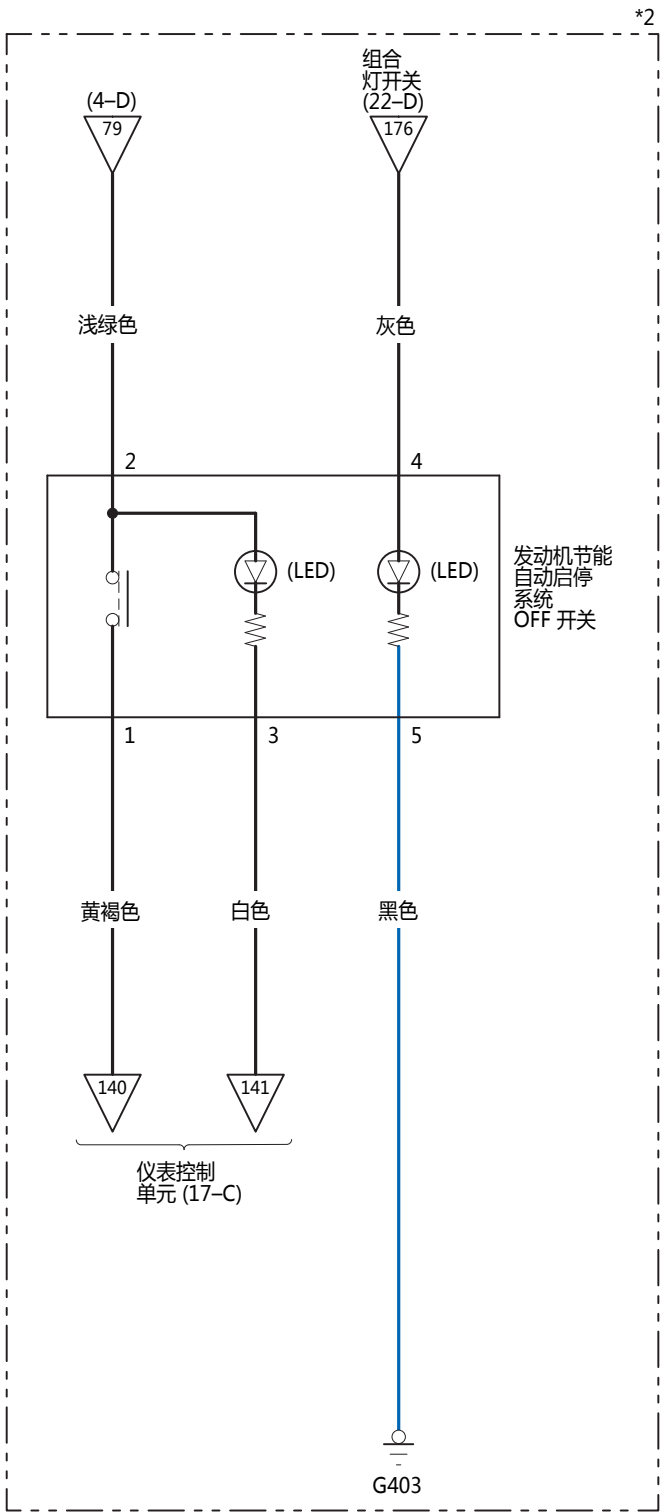 *2
(4–D)
79
组合
灯开关
(22–D)
176
浅绿色
灰色
2
4
(LED)
(LED)
发动机节能
自动启停
系统
OFF 开关
1
3
5
黄褐色
白色
黑色
140
141
仪表控制
单元 (17–C)
G403